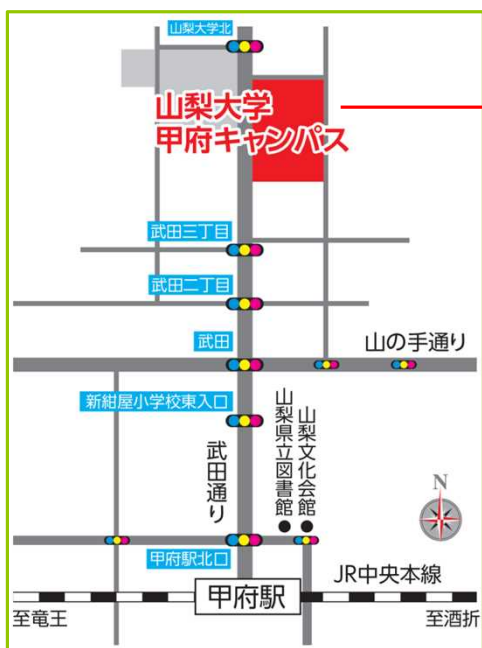 山梨大学北
山梨大学
甲府キャンパス
武田三丁目
武田二丁目
武田
山の手通り
新紺屋小学校東入口
武田通り
山梨県立図書館
山梨文化会館
N
甲府駅北口
JR中央本線
甲府駅
至竜王
至酒折